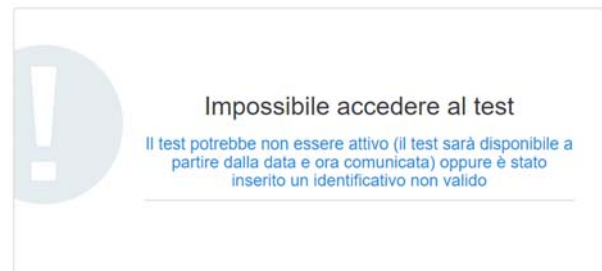 Impossibile accedere al test
Il test potrebbe non essere attivo (il test sarà disponibile a
partire dalla data e ora comunicata) oppure è stato
inserito un identificativo non valido